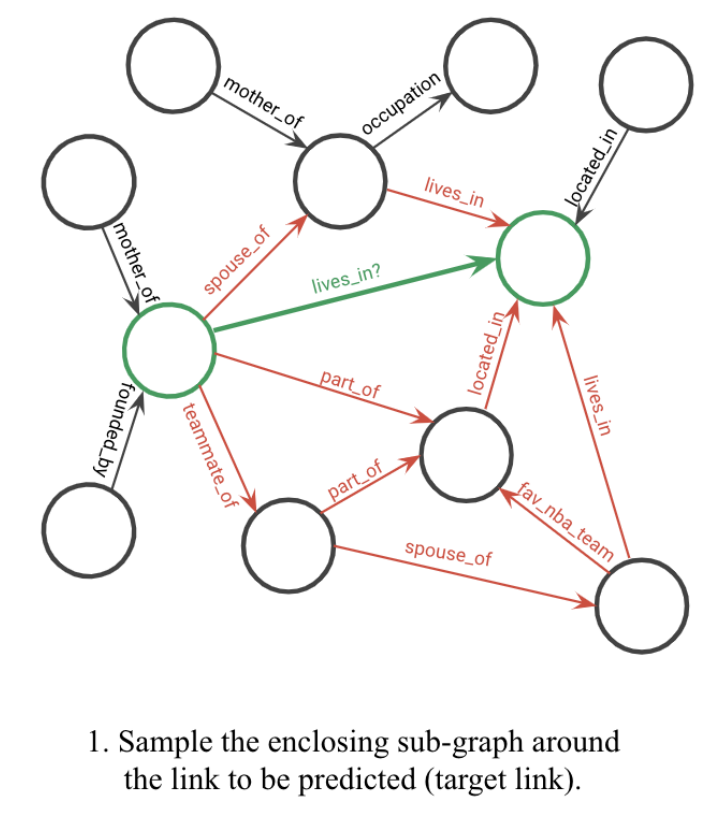 mother_of
occupation
located_in
lives_in
mother_of
spouse_of
lives_in?
located_in
part_of
lives_in
founded_by
teammate_of
part_of
fav_nba_team
spouse_of
1. Sample the enclosing sub-graph around
the link to be predicted (target link).